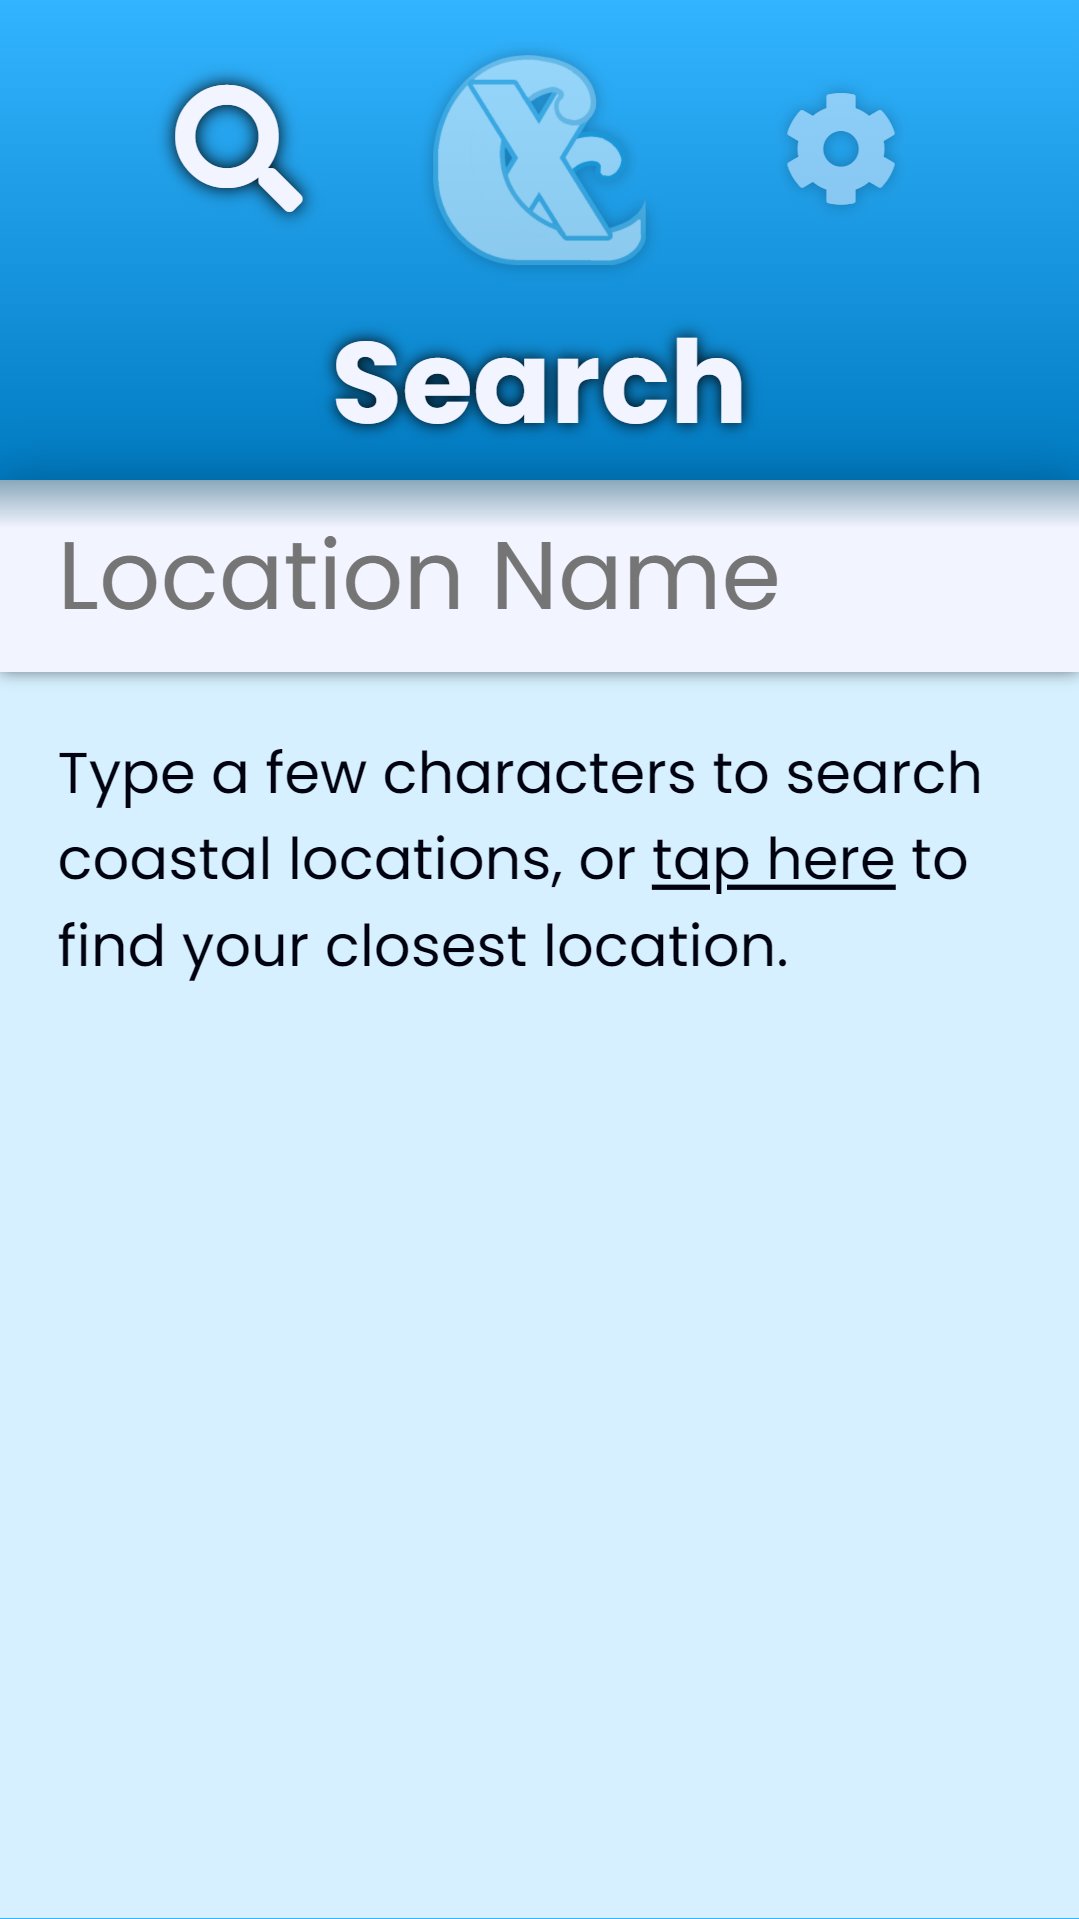 Search
Location Name
Type a few characters to search
coastal locations, or tap here to
find your closest location.